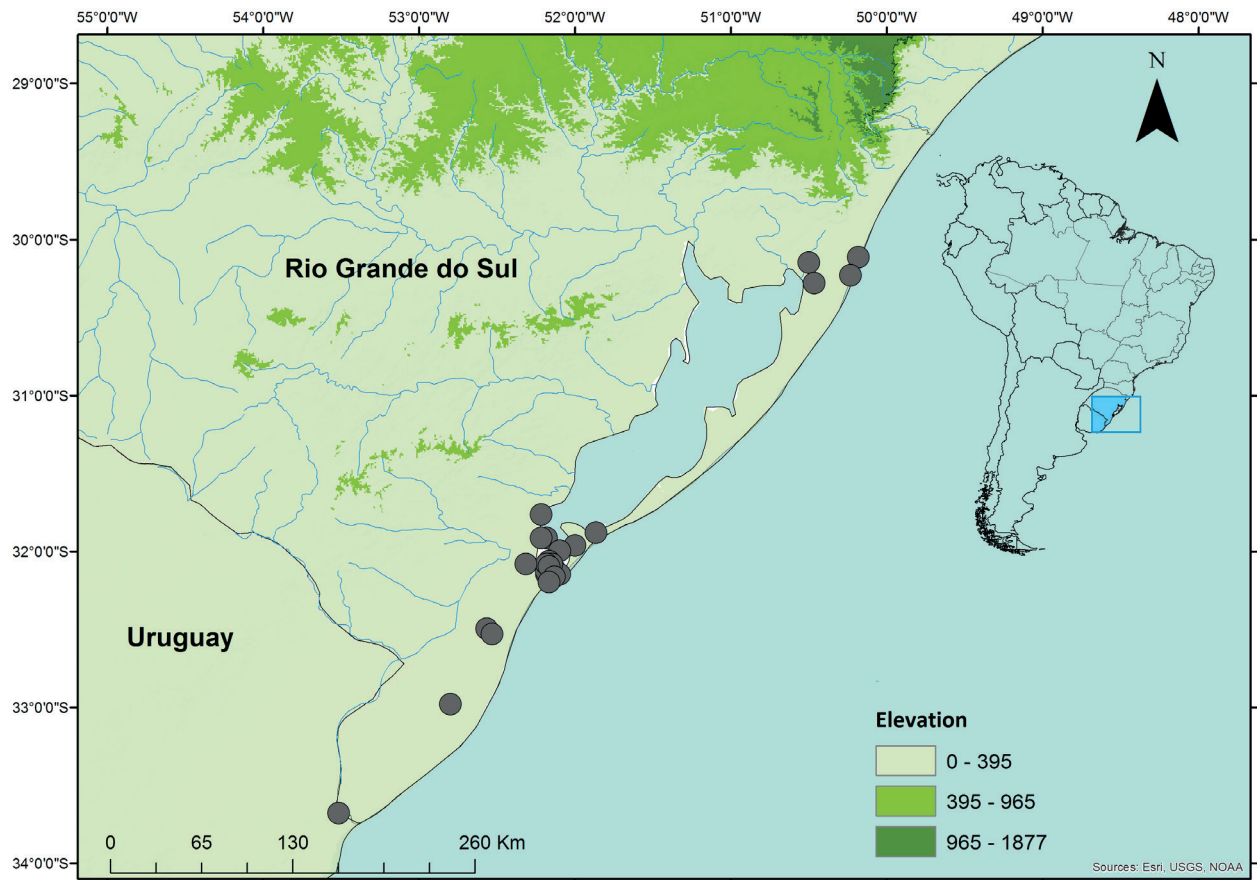 55°0'0"W 54°0'0"W 53°0'0"W 52°0'0"W 51°0'0"W 50°0'0"W 49°0'0"W 48°0'0"W
29°0'0"S
N
30°0'0"S
Rio Grande do Sul
31°0'0"S
32°0'0"S
Uruguay
33°0'0"S
Elevation
0 - 395
395 - 965
965 - 1877
0 65 130 260 Km
34°0'0"S
Sources: Esri, USGS, NOAA